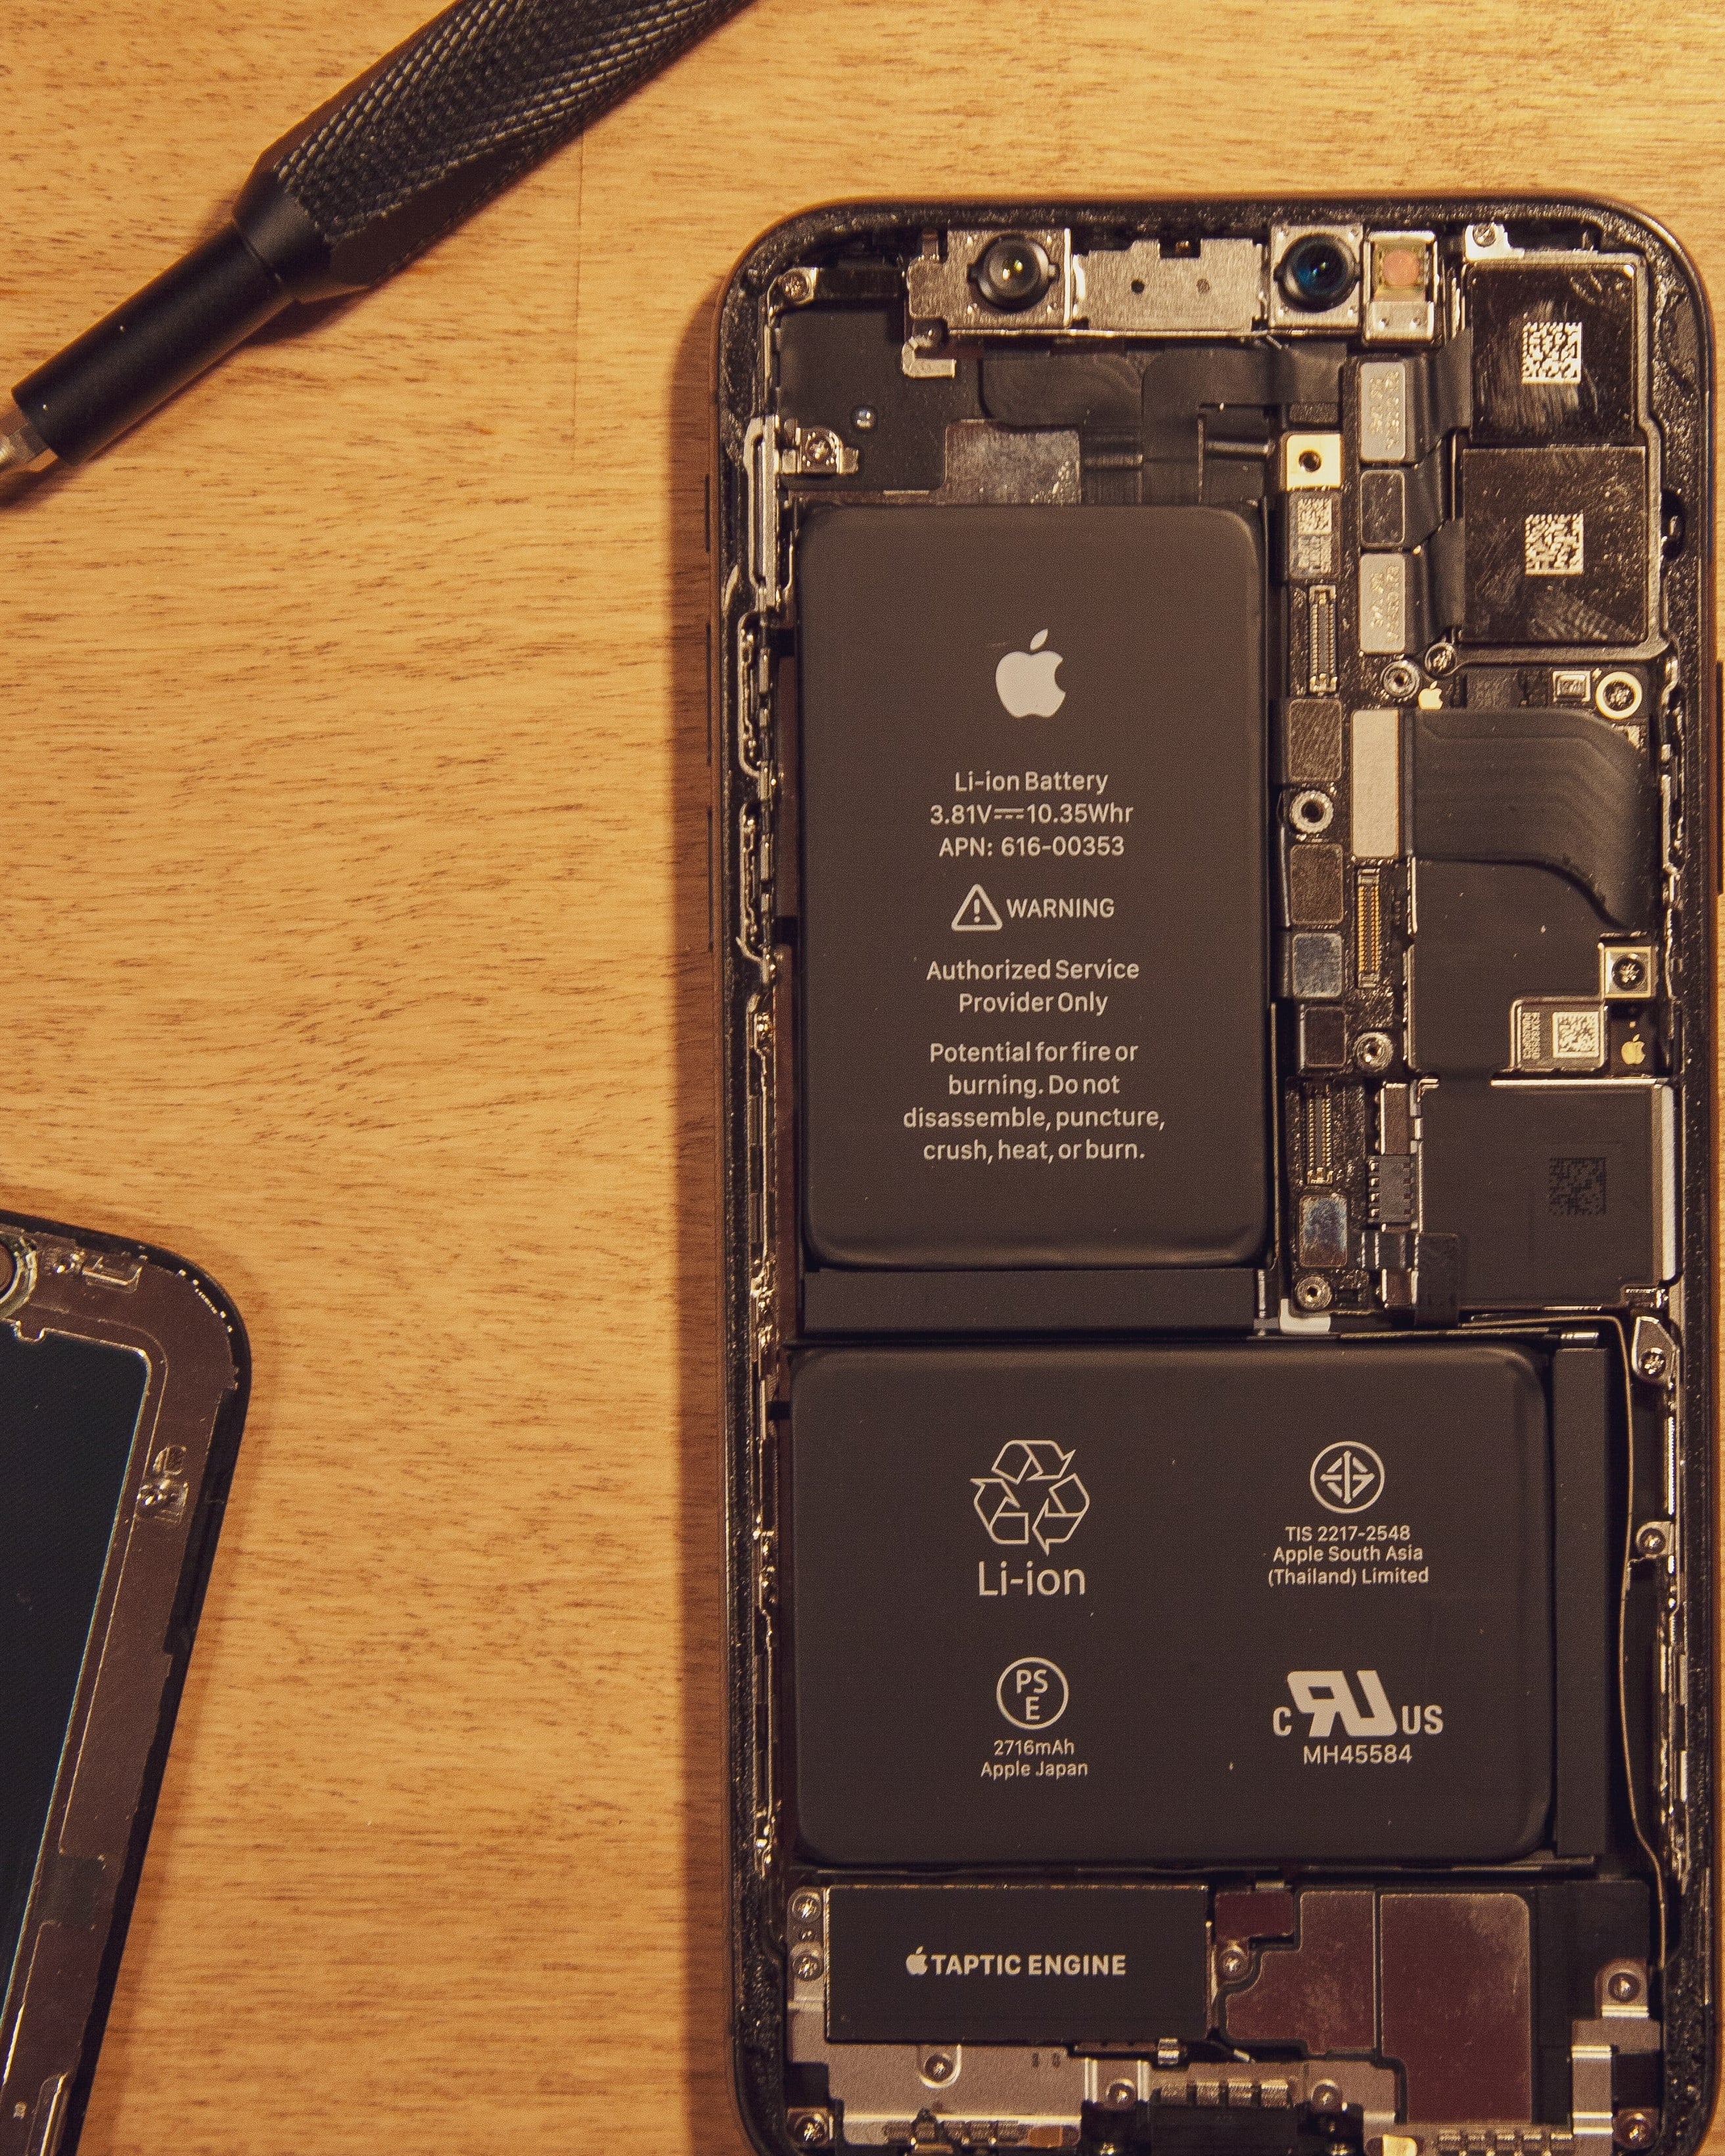 Li-ion Battery
3.81V⎓10.35Whr
APN: 616-00353
WARNING
Authorized Service
Provider Only
Potential for fire or
burning. Do not
disassemble, puncture,
crush, heat, or burn.
Li-ion
TIS 2217-2548
Apple South Asia
(Thailand) Limited
PS
E
2716mAh
Apple Japan
c RU US
MH45584
TAPTIC ENGINE